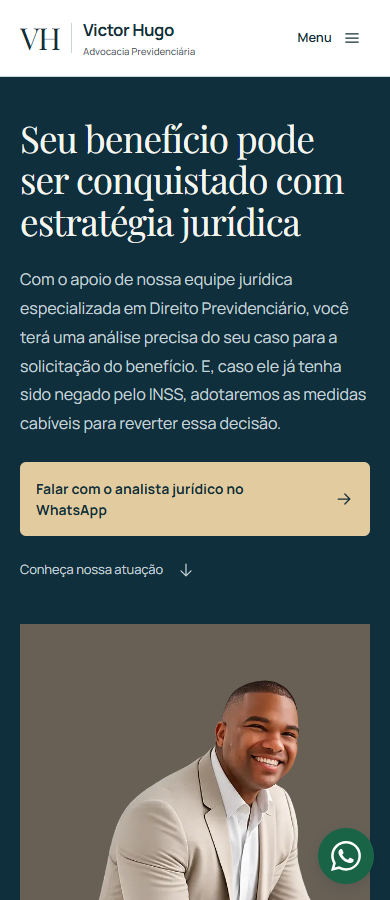 VH
Victor Hugo
Advocacia Previdenciária
Menu
Seu benefício pode
ser conquistado com
estratégia jurídica
Com o apoio de nossa equipe jurídica
especializada em Direito Previdenciário, você
terá uma análise precisa do seu caso para a
solicitação do benefício. E, caso ele já tenha
sido negado pelo INSS, adotaremos as medidas
cabíveis para reverter essa decisão.
Falar com o analista jurídico no
WhatsApp
Conheça nossa atuação